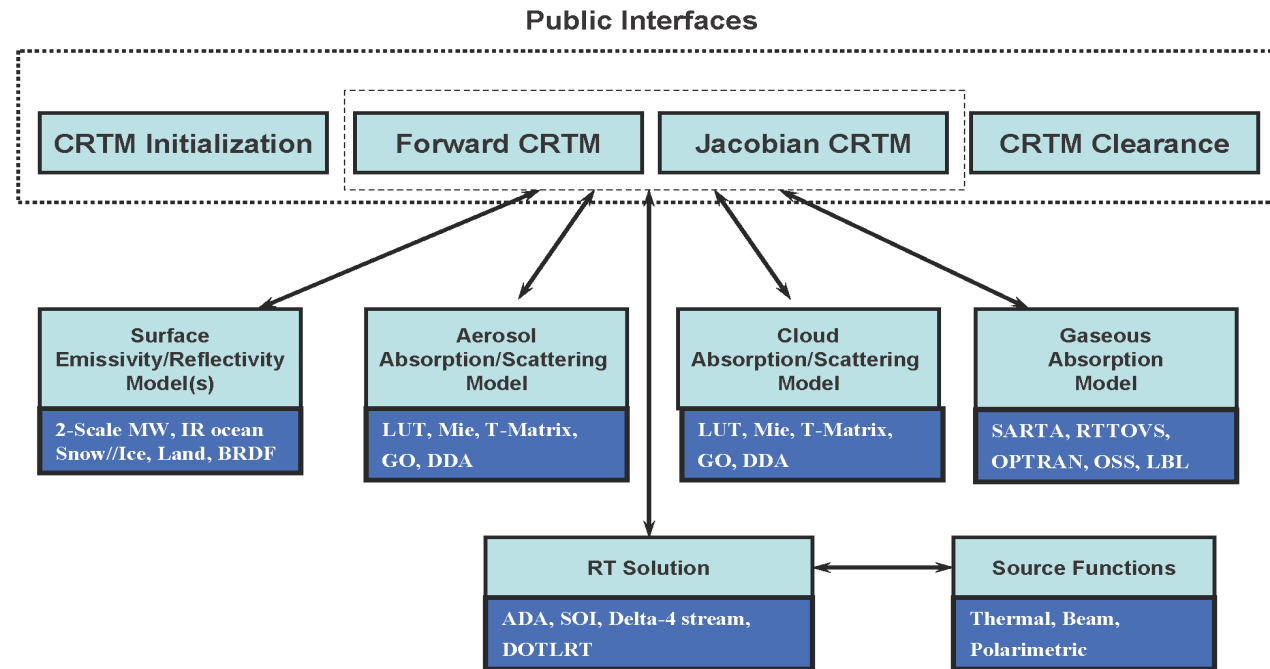 Public Interfaces
CRTM Initialization
Forward CRTM
Jacobian CRTM
CRTM Clearance
Surface
Emissivity/Reflectivity
Model(s)
2-Scale MW, IR ocean
Snow//Ice, Land, BRDF
Aerosol
Absorption/Scattering
Model
LUT, Mie, T-Matrix,
GO, DDA
Cloud
Absorption/Scattering
Model
LUT, Mie, T-Matrix,
GO, DDA
Gaseous
Absorption
Model
SARTA, RTTOVS,
OPTRAN, OSS, LBL
RT Solution
ADA, SOI, Delta-4 stream,
DOTLRT
Source Functions
Thermal, Beam,
Polarimetric